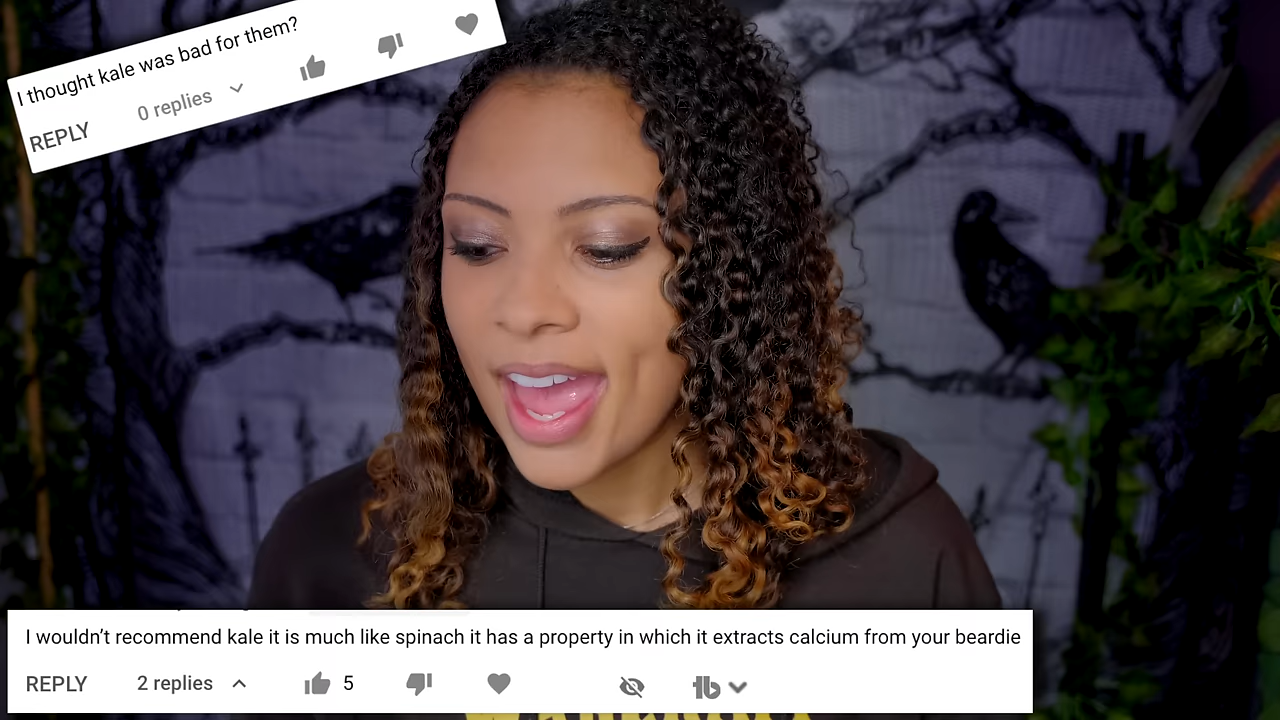 I thought kale was bad for them?
0 replies
REPLY
I wouldn't recommend kale it is much like spinach it has a property in which it extracts calcium from your beardie
REPLY 2 replies 5